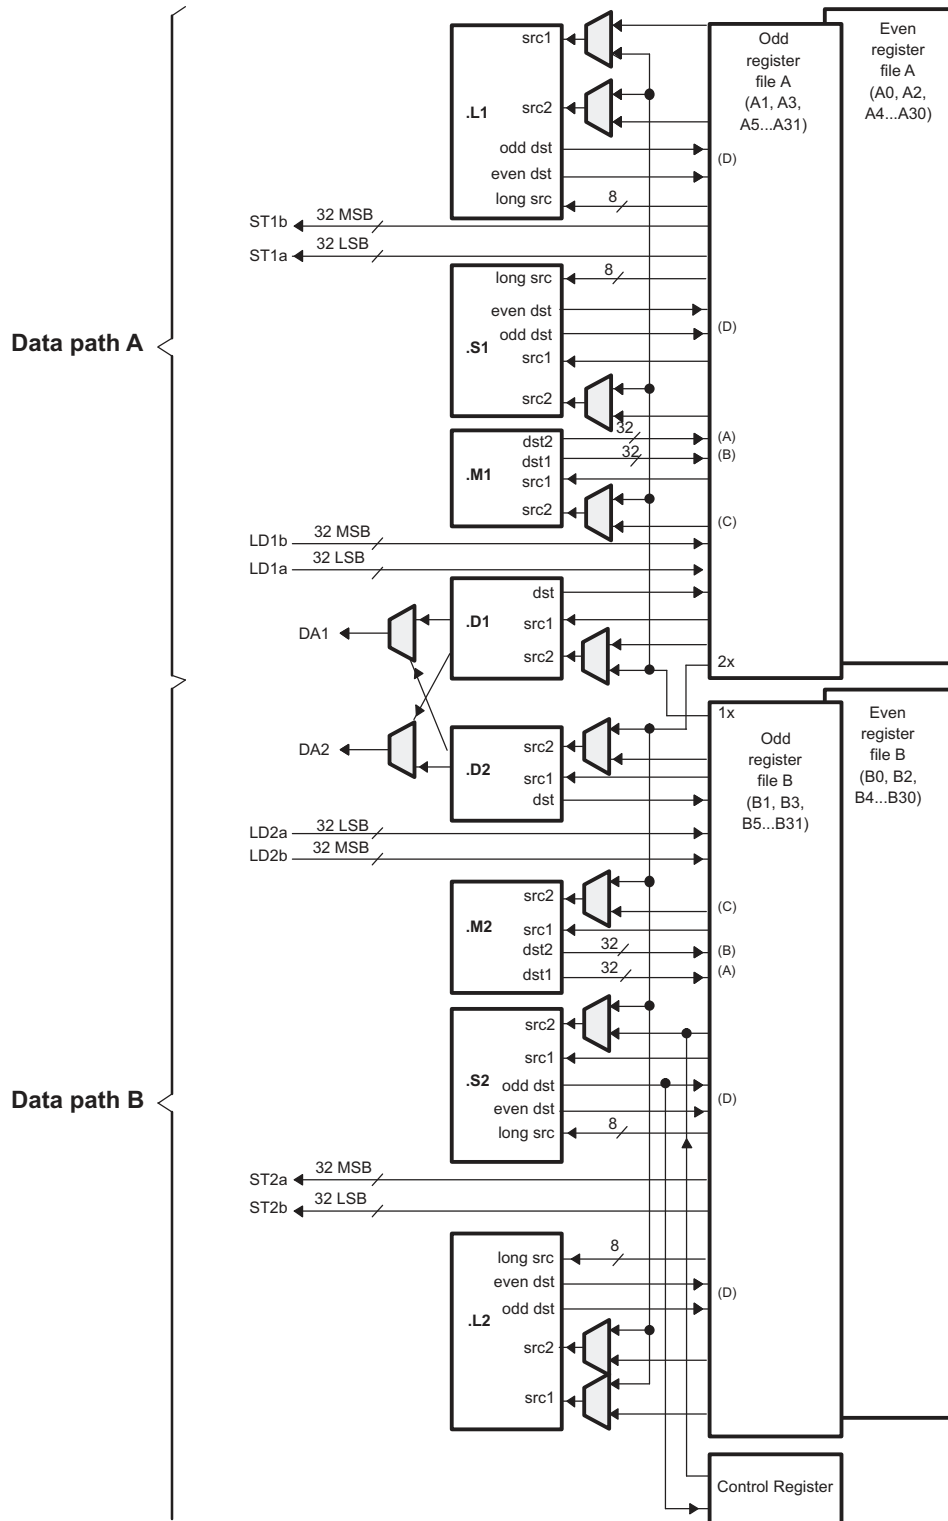 Odd
register
file A
(A1, A3,
A5...A31)
Even
register
file A
(A0, A2,
A4...A30)
src1
.L1
src2
odd dst
(D)
even dst
long src
8
ST1b
32 MSB
ST1a
32 LSB
long src
8
even dst
(D)
odd dst
Data path A
.S1
src1
src2
dst2
32
(A)
dst1
32
(B)
.M1
src1
src2
(C)
LD1b
32 MSB
LD1a
32 LSB
dst
.D1
src1
DA1
src2
2x
1x
Odd
register
file B
(B1, B3,
B5...B31)
Even
register
file B
(B0, B2,
B4...B30)
DA2
src2
.D2
src1
dst
LD2a
32 LSB
LD2b
32 MSB
src2
(C)
.M2
src1
dst2
32
(B)
dst1
32
(A)
src2
src1
.S2
odd dst
Data path B
(D)
even dst
long src
8
ST2a
32 MSB
ST2b
32 LSB
long src
8
even dst
(D)
odd dst
.L2
src2
src1
Control Register